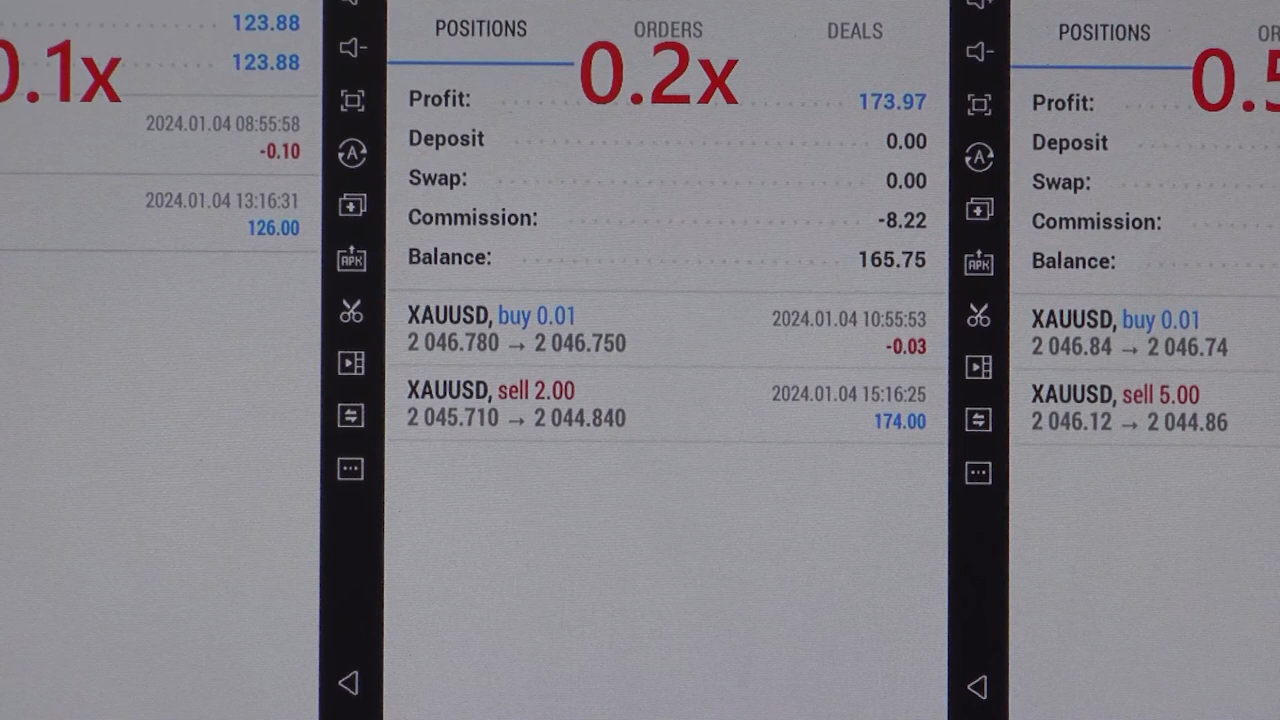 123.88
123.88
0.1x
2024.01.04 08:55:58
-0.10
2024.01.04 13:16:31
126.00
A
APK
POSITIONS ORDERS DEALS
0.2x
Profit: 173.97
Deposit 0.00
Swap: 0.00
Commission: -8.22
Balance: 165.75
XAUUSD, buy 0.01 2024.01.04 10:55:53
2 046.780 → 2 046.750 -0.03
XAUUSD, sell 2.00 2024.01.04 15:16:25
2 045.710 → 2 044.840 174.00
A
APK
POSITIONS OR
0.5
Profit:
Deposit
Swap:
Commission:
Balance:
XAUUSD, buy 0.01
2 046.84 → 2 046.74
XAUUSD, sell 5.00
2 046.12 → 2 044.86